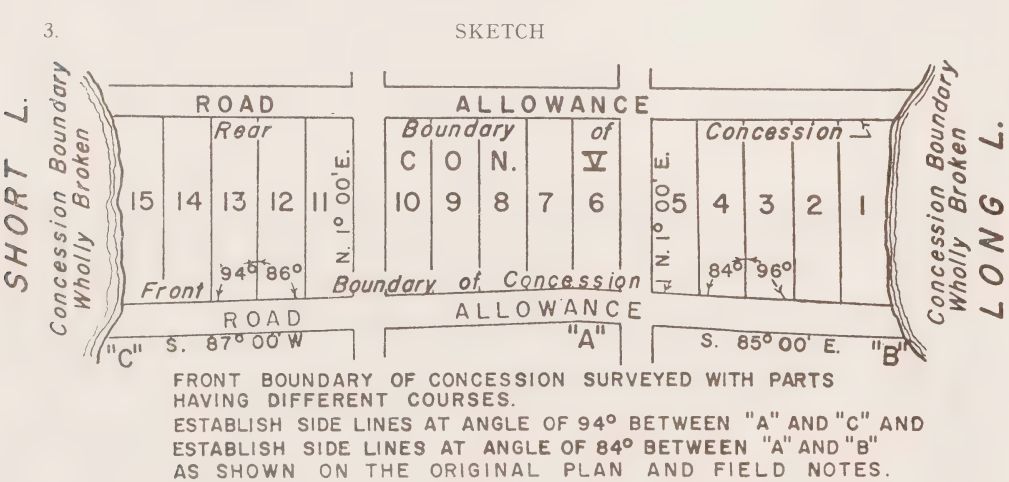 3. SKETCH
SHORT L.
Concession Boundary
Wholly Broken
ROAD ALLOWANCE
Rear Boundary of Concession
CON. V
15 14 13 12 11 10 9 8 7 6 5 4 3 2 1
N. 1° 00' E.
N. 1° 00' E.
94° 86°
84° 96°
Front Boundary of Concession
ROAD ALLOWANCE
"C" S. 87° 00' W "A" S. 85° 00' E. "B"
Concession Boundary
Wholly Broken
LONG L.
FRONT BOUNDARY OF CONCESSION SURVEYED WITH PARTS
HAVING DIFFERENT COURSES.
ESTABLISH SIDE LINES AT ANGLE OF 94° BETWEEN "A" AND "C" AND
ESTABLISH SIDE LINES AT ANGLE OF 84° BETWEEN "A" AND "B"
AS SHOWN ON THE ORIGINAL PLAN AND FIELD NOTES.